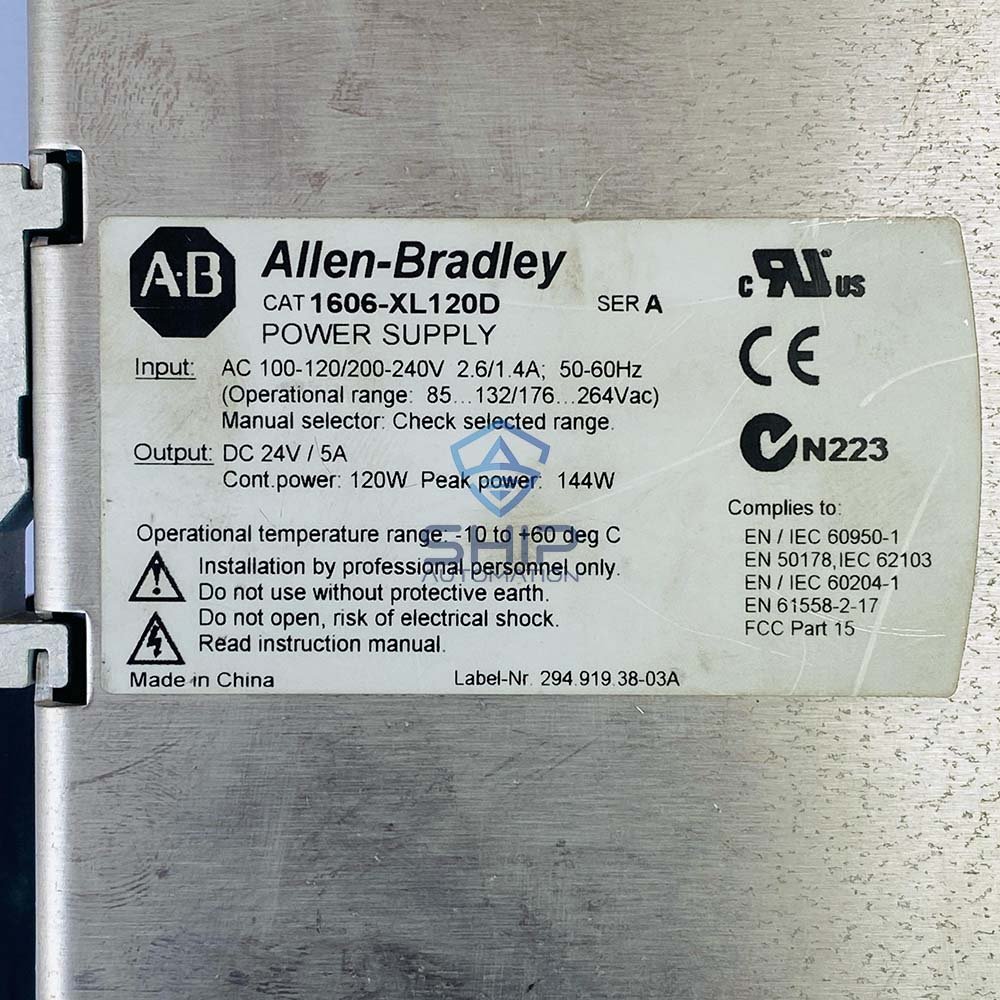 A·B Allen-Bradley
CAT 1606-XL120D SER A
POWER SUPPLY
Input: AC 100-120/200-240V 2.6/1.4A; 50-60Hz
(Operational range: 85...132/176...264Vac)
Manual selector: Check selected range.
Output: DC 24V / 5A
Cont.power: 120W Peak power: 144W
Operational temperature range: -10 to +60 deg C
Installation by professional personnel only.
Do not use without protective earth.
Do not open, risk of electrical shock.
Read instruction manual.
Made in China
Label-Nr. 294.919.38-03A
c RU US
CE
N223
Complies to:
EN / IEC 60950-1
EN 50178, IEC 62103
EN / IEC 60204-1
EN 61558-2-17
FCC Part 15
SHIP
AUTOMATION